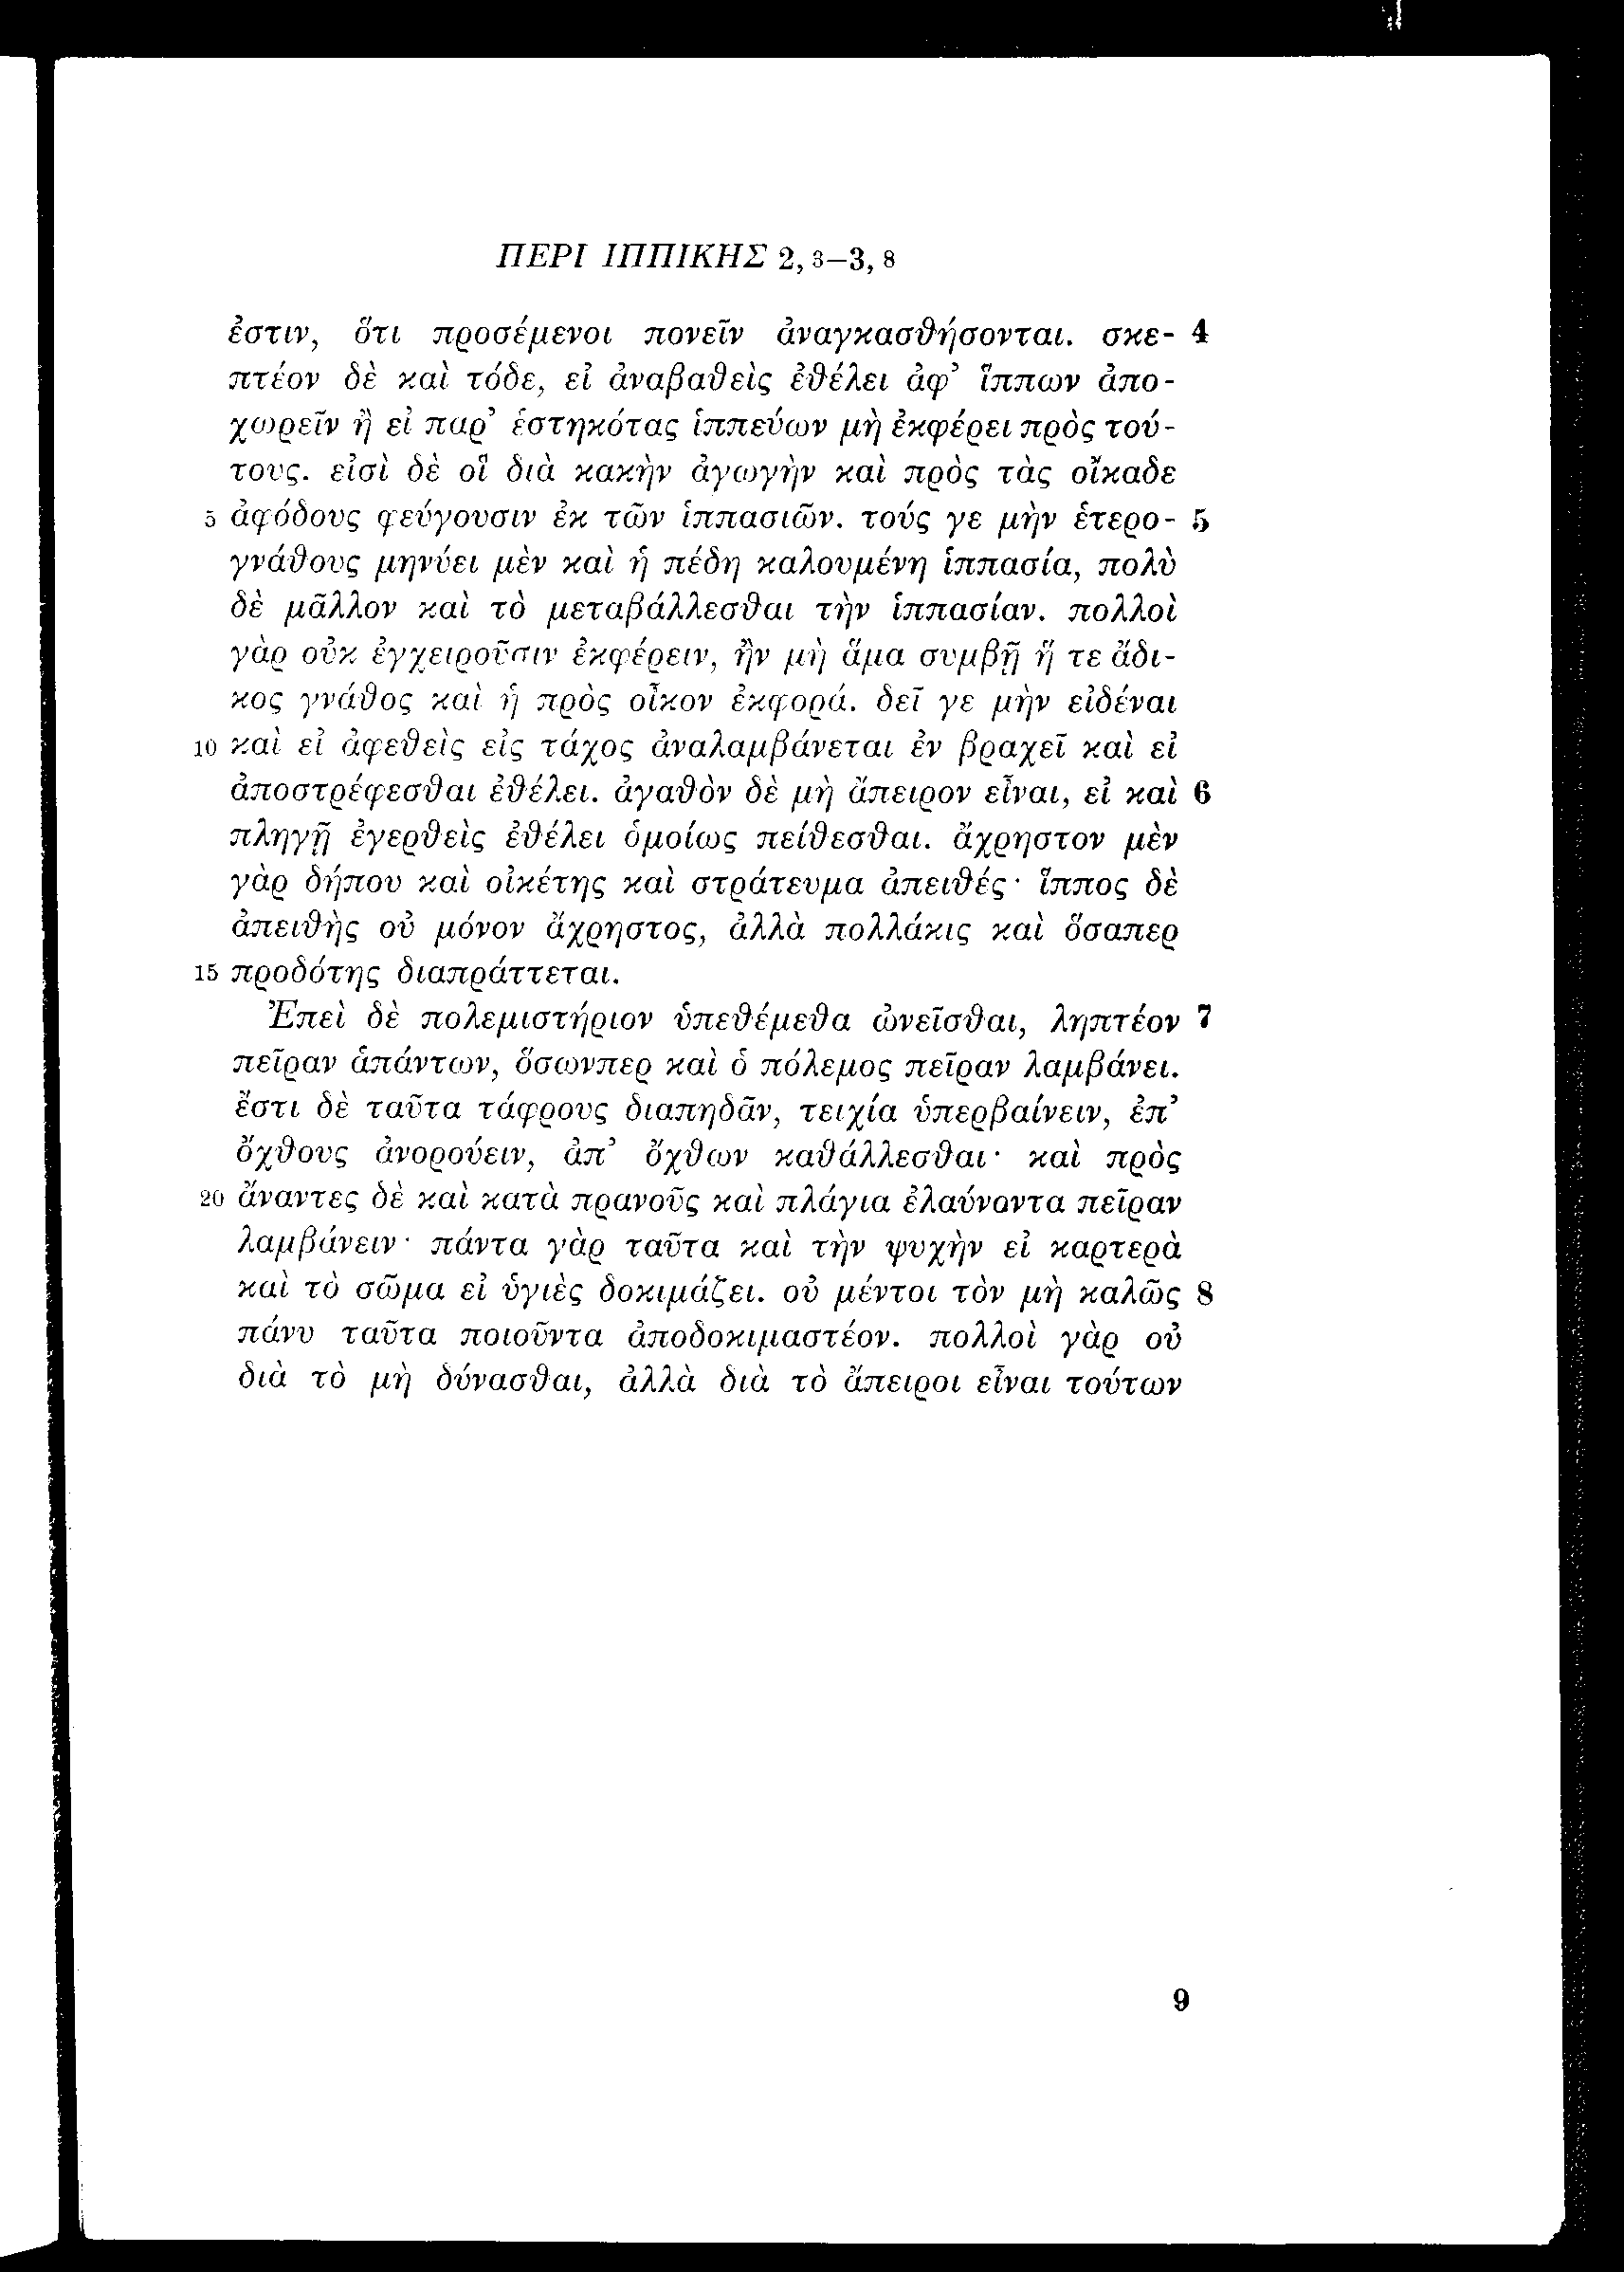 ΠΕΡΙ ΙΠΠΙΚΗΣ 2, 3–3, 8
ἐστιν, ὅτι προσέμενοι πονεῖν ἀναγκασθήσονται. σκε- 4
πτέον δὲ καὶ τόδε, εἰ ἀναβαθεὶς ἐθέλει ἀφ’ ἵππων ἀπο-
χωρεῖν ἢ εἰ παρ’ ἑστηκότας ἱππεύων μὴ ἐκφέρει πρὸς τού-
τους. εἰσὶ δὲ οἳ διὰ κακὴν ἀγωγὴν καὶ πρὸς τὰς οἴκαδε
5 ἀφόδους φεύγουσιν ἐκ τῶν ἱππασιῶν. τούς γε μὴν ἑτερο- 5
γνάθους μηνύει μὲν καὶ ἡ πέδη καλουμένη ἱππασία, πολὺ
δὲ μᾶλλον καὶ τὸ μεταβάλλεσθαι τὴν ἱππασίαν. πολλοὶ
γὰρ οὐκ ἐγχειροῦσιν ἐκφέρειν, ἢν μὴ ἅμα συμβῇ ἥ τε ἄδι-
κος γνάθος καὶ ἡ πρὸς οἶκον ἐκφορά. δεῖ γε μὴν εἰδέναι
10 καὶ εἰ ἀφεθεὶς εἰς τάχος ἀναλαμβάνεται ἐν βραχεῖ καὶ εἰ
ἀποστρέφεσθαι ἐθέλει. ἀγαθὸν δὲ μὴ ἄπειρον εἶναι, εἰ καὶ 6
πληγῇ ἐγερθεὶς ἐθέλει ὁμοίως πείθεσθαι. ἄχρηστον μὲν
γὰρ δήπου καὶ οἰκέτης καὶ στράτευμα ἀπειθές· ἵππος δὲ
ἀπειθὴς οὐ μόνον ἄχρηστος, ἀλλὰ πολλάκις καὶ ὅσαπερ
15 προδότης διαπράττεται.
Ἐπεὶ δὲ πολεμιστήριον ὑπεθέμεθα ὠνεῖσθαι, ληπτέον 7
πεῖραν ἁπάντων, ὅσωνπερ καὶ ὁ πόλεμος πεῖραν λαμβάνει.
ἔστι δὲ ταῦτα τάφρους διαπηδᾶν, τειχία ὑπερβαίνειν, ἐπ’
ὄχθους ἀνορούειν, ἀπ’ ὄχθων καθάλλεσθαι· καὶ πρὸς
20 ἄναντες δὲ καὶ κατὰ πρανοῦς καὶ πλάγια ἐλαύνοντα πεῖραν
λαμβάνειν· πάντα γὰρ ταῦτα καὶ τὴν ψυχὴν εἰ καρτερὰ
καὶ τὸ σῶμα εἰ ὑγιὲς δοκιμάζει. οὐ μέντοι τὸν μὴ καλῶς 8
πάνυ ταῦτα ποιοῦντα ἀποδοκιμαστέον. πολλοὶ γὰρ οὐ
διὰ τὸ μὴ δύνασθαι, ἀλλὰ διὰ τὸ ἄπειροι εἶναι τούτων
9